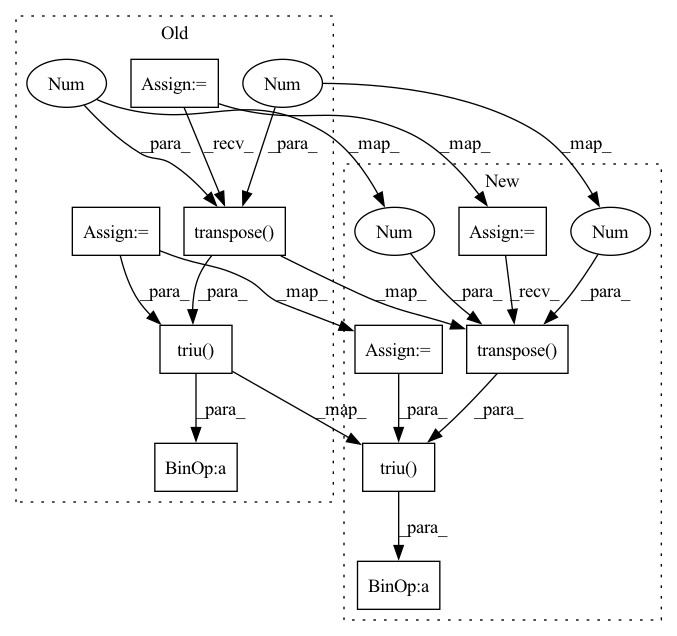 Old
Num
Assign:=
Num
_para_
_recv_
_para_
_map_
_map_
_map_
New
Assign:=
transpose()
Num
Assign:=
Num
_para_
_para_
_map_
_map_
_para_
_recv_
_para_
triu()
Assign:=
transpose()
_para_
_map_
_para_
_para_
BinOp:a
triu()
_para_
BinOp:a